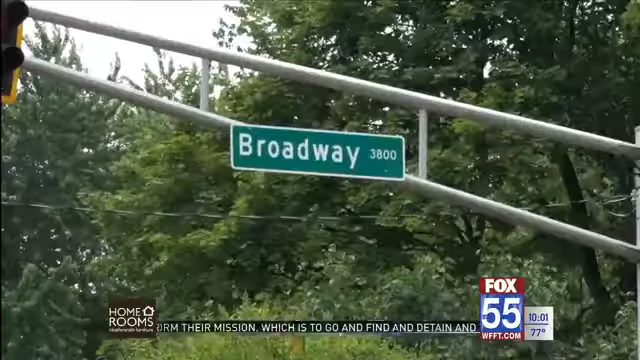 Broadway 3800
HOME
ROOMS
ORM THEIR MISSION, WHICH IS TO GO AND FIND AND DETAIN AND
FOX
55
WFFT.COM
10:01
77°